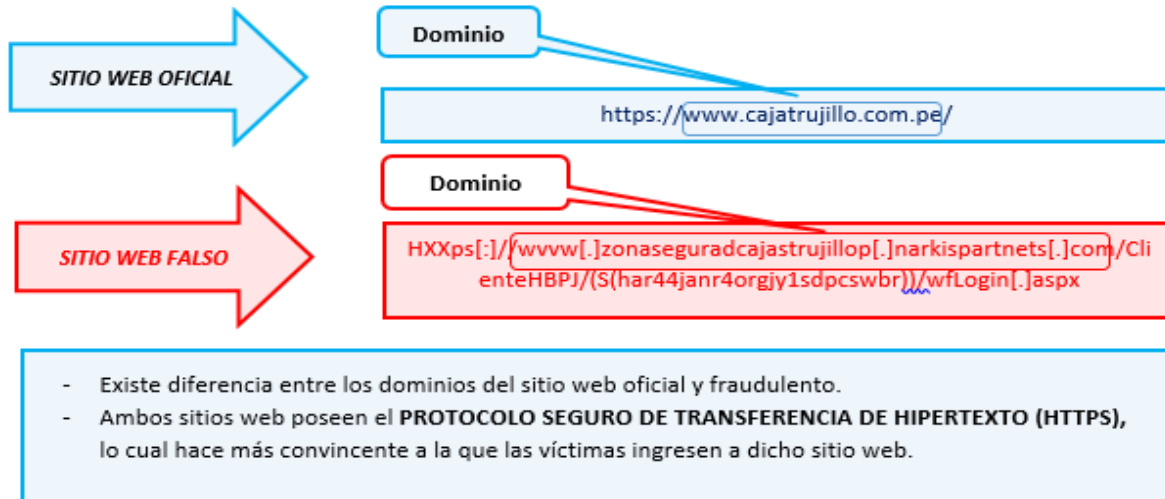 Dominio
SITIO WEB OFICIAL
https://www.cajatrujillo.com.pe/
Dominio
SITIO WEB FALSO
HXXps[:]//wvvw[.]zonaseguradcajastrujillop[.]narkispartnets[.]com/Cli
enteHBPJ/(S(har44janr4orgjy1sdpcswbr))/wfLogin[.]aspx
- Existe diferencia entre los dominios del sitio web oficial y fraudulento.
- Ambos sitios web poseen el PROTOCOLO SEGURO DE TRANSFERENCIA DE HIPERTEXTO (HTTPS),
lo cual hace más convincente a la que las víctimas ingresen a dicho sitio web.